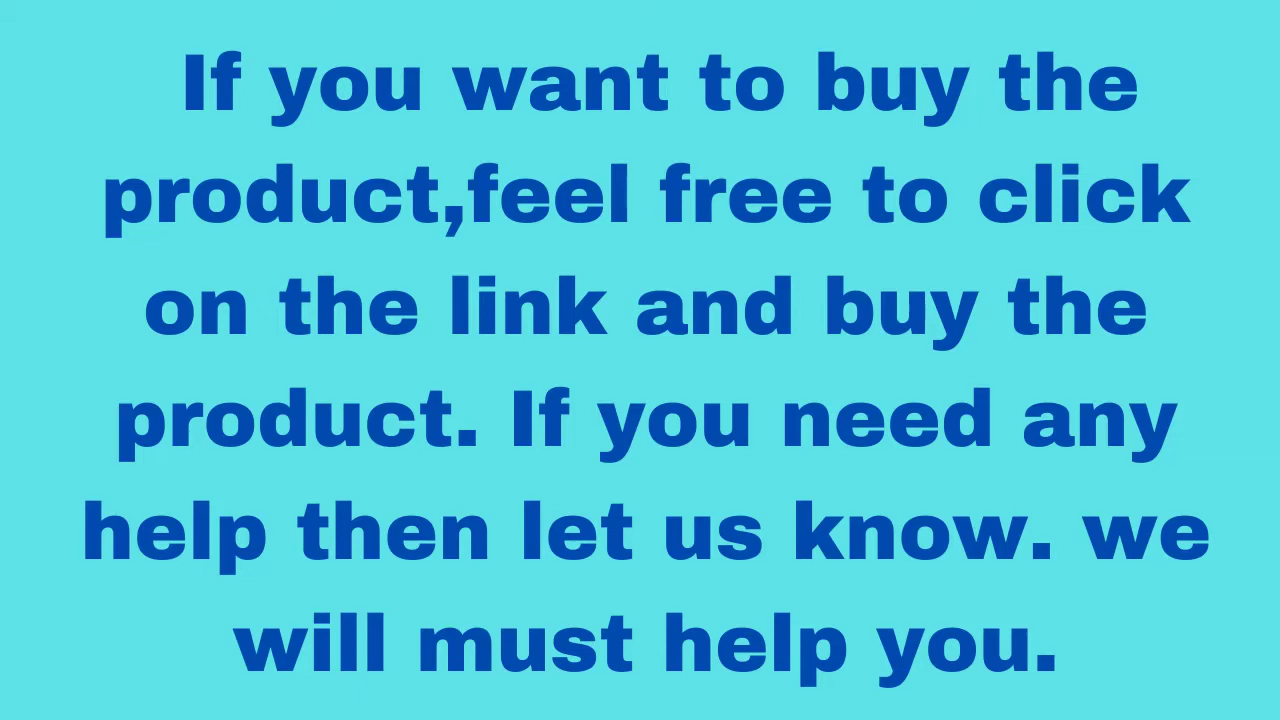 If you want to buy the
product,feel free to click
on the link and buy the
product. If you need any
help then let us know. we
will must help you.